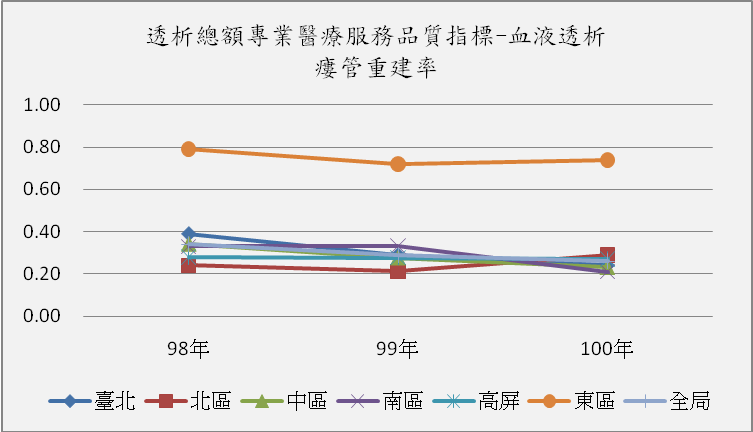 透析總額專業醫療服務品質指標-血液透析
瘻管重建率
1.00
0.80
0.60
0.40
0.20
0.00
98年 99年 100年
臺北 北區 中區 南區 高屏 東區 全局